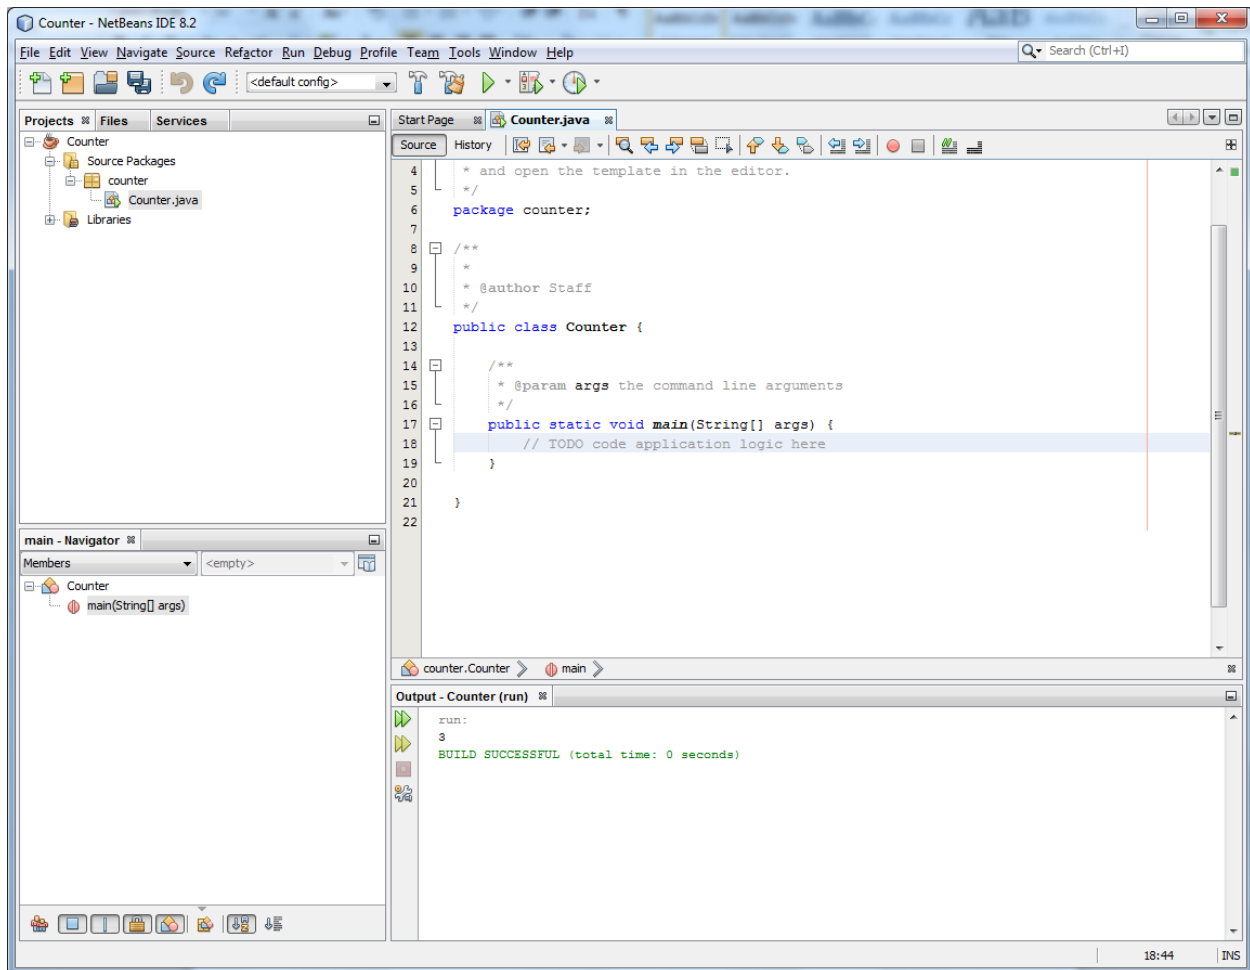 Counter - NetBeans IDE 8.2
File Edit View Navigate Source Refactor Run Debug Profile Team Tools Window Help
Search (Ctrl+I)
<default config>
Projects Files Services
Counter
Source Packages
counter
Counter.java
Libraries
Start Page Counter.java
Source History
4 * and open the template in the editor.
5 */
6 package counter;
7
8 /**
9 *
10 * @author Staff
11 */
12 public class Counter {
13
14 /**
15 * @param args the command line arguments
16 */
17 public static void main(String[] args) {
18 // TODO code application logic here
19 }
20
21 }
22
counter.Counter main
main - Navigator
Members <empty>
Counter
main(String[] args)
Output - Counter (run)
run:
3
BUILD SUCCESSFUL (total time: 0 seconds)
18:44 INS